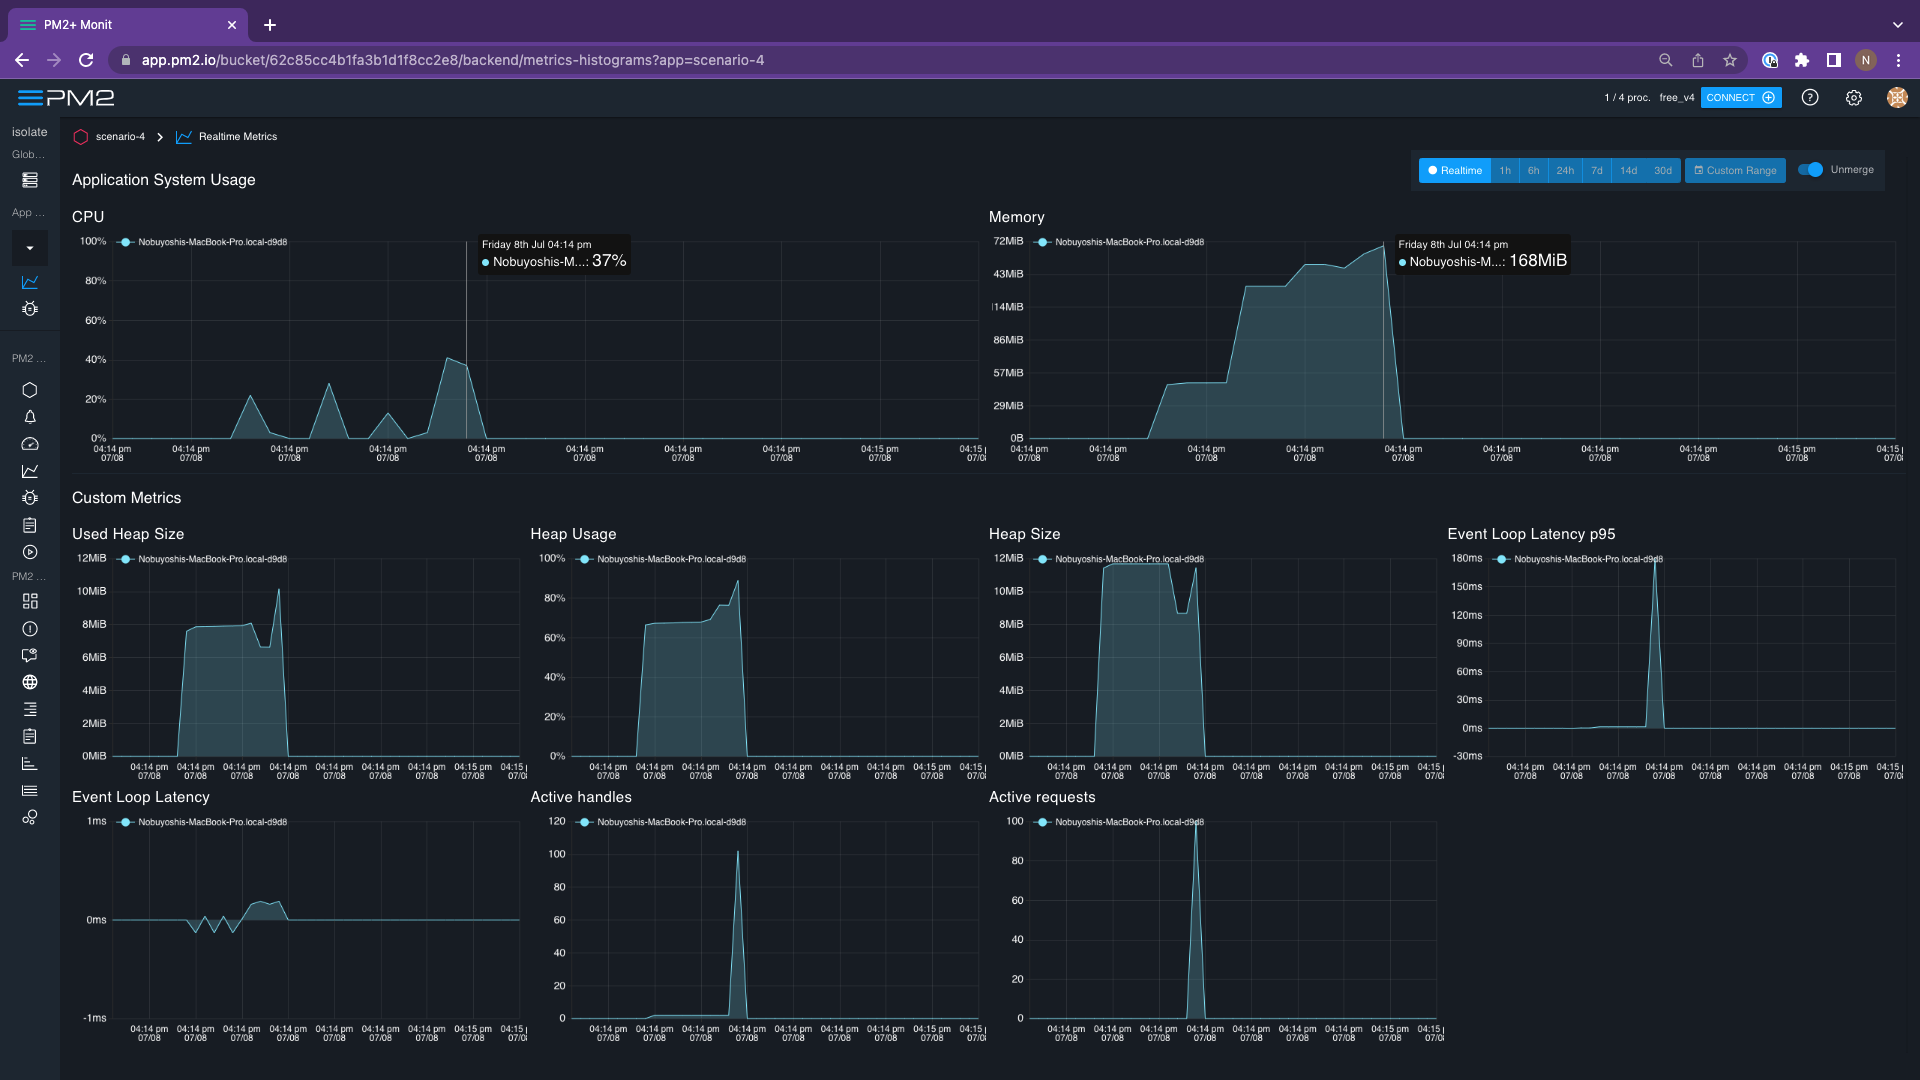 PM2+ Monit
app.pm2.io/bucket/62c85cc4b1fa3b1d1f8cc2e8/backend/metrics-histograms?app=scenario-4
N
PM2
1 / 4 proc.
free_v4
CONNECT
isolate
Glob...
App ...
PM2 ...
PM2 ...
scenario-4
Realtime Metrics
Application System Usage
Realtime
1h
6h
24h
7d
14d
30d
Custom Range
Unmerge
CPU
Nobuyoshis-MacBook-Pro.local-d9d8
Friday 8th Jul 04:14 pm
Nobuyoshis-M...: 37%
100%
80%
60%
40%
20%
0%
04:14 pm 04:14 pm 04:14 pm 04:14 pm 04:14 pm 04:14 pm 04:14 pm 04:14 pm 04:15 pm 04:15
07/08 07/08 07/08 07/08 07/08 07/08 07/08 07/08 07/08 07/0
Memory
Nobuyoshis-MacBook-Pro.local-d9d8
Friday 8th Jul 04:14 pm
Nobuyoshis-M...: 168MiB
72MiB
43MiB
14MiB
86MiB
57MiB
29MiB
0B
04:14 pm 04:14 pm 04:14 pm 04:14 pm 04:14 pm 04:14 pm 04:14 pm 04:14 pm 04:15 pm 04:15
07/08 07/08 07/08 07/08 07/08 07/08 07/08 07/08 07/08 07/0
Custom Metrics
Used Heap Size
Nobuyoshis-MacBook-Pro.local-d9d8
12MiB
10MiB
8MiB
6MiB
4MiB
2MiB
0MiB
04:14 pm 04:14 pm 04:14 pm 04:14 pm 04:14 pm 04:14 pm 04:14 pm 04:15 pm 04:15
07/08 07/08 07/08 07/08 07/08 07/08 07/08 07/08 07/0
Heap Usage
Nobuyoshis-MacBook-Pro.local-d9d8
100%
80%
60%
40%
20%
0%
04:14 pm 04:14 pm 04:14 pm 04:14 pm 04:14 pm 04:14 pm 04:14 pm 04:15 pm 04:15
07/08 07/08 07/08 07/08 07/08 07/08 07/08 07/08 07/0
Heap Size
Nobuyoshis-MacBook-Pro.local-d9d8
12MiB
10MiB
8MiB
6MiB
4MiB
2MiB
0MiB
04:14 pm 04:14 pm 04:14 pm 04:14 pm 04:14 pm 04:14 pm 04:14 pm 04:15 pm 04:15
07/08 07/08 07/08 07/08 07/08 07/08 07/08 07/08 07/0
Event Loop Latency p95
Nobuyoshis-MacBook-Pro.local-d9d8
180ms
150ms
120ms
90ms
60ms
30ms
0ms
-30ms
04:14 pm 04:14 pm 04:14 pm 04:14 pm 04:14 pm 04:14 pm 04:14 pm 04:15 pm 04:15
07/08 07/08 07/08 07/08 07/08 07/08 07/08 07/08 07/0
Event Loop Latency
Nobuyoshis-MacBook-Pro.local-d9d8
1ms
0ms
-1ms
04:14 pm 04:14 pm 04:14 pm 04:14 pm 04:14 pm 04:14 pm 04:14 pm 04:15 pm 04:15
07/08 07/08 07/08 07/08 07/08 07/08 07/08 07/08 07/0
Active handles
Nobuyoshis-MacBook-Pro.local-d9d8
120
100
80
60
40
20
0
04:14 pm 04:14 pm 04:14 pm 04:14 pm 04:14 pm 04:14 pm 04:14 pm 04:15 pm 04:15
07/08 07/08 07/08 07/08 07/08 07/08 07/08 07/08 07/0
Active requests
Nobuyoshis-MacBook-Pro.local-d9d8
100
80
60
40
20
0
04:14 pm 04:14 pm 04:14 pm 04:14 pm 04:14 pm 04:14 pm 04:14 pm 04:15 pm 04:15
07/08 07/08 07/08 07/08 07/08 07/08 07/08 07/08 07/0